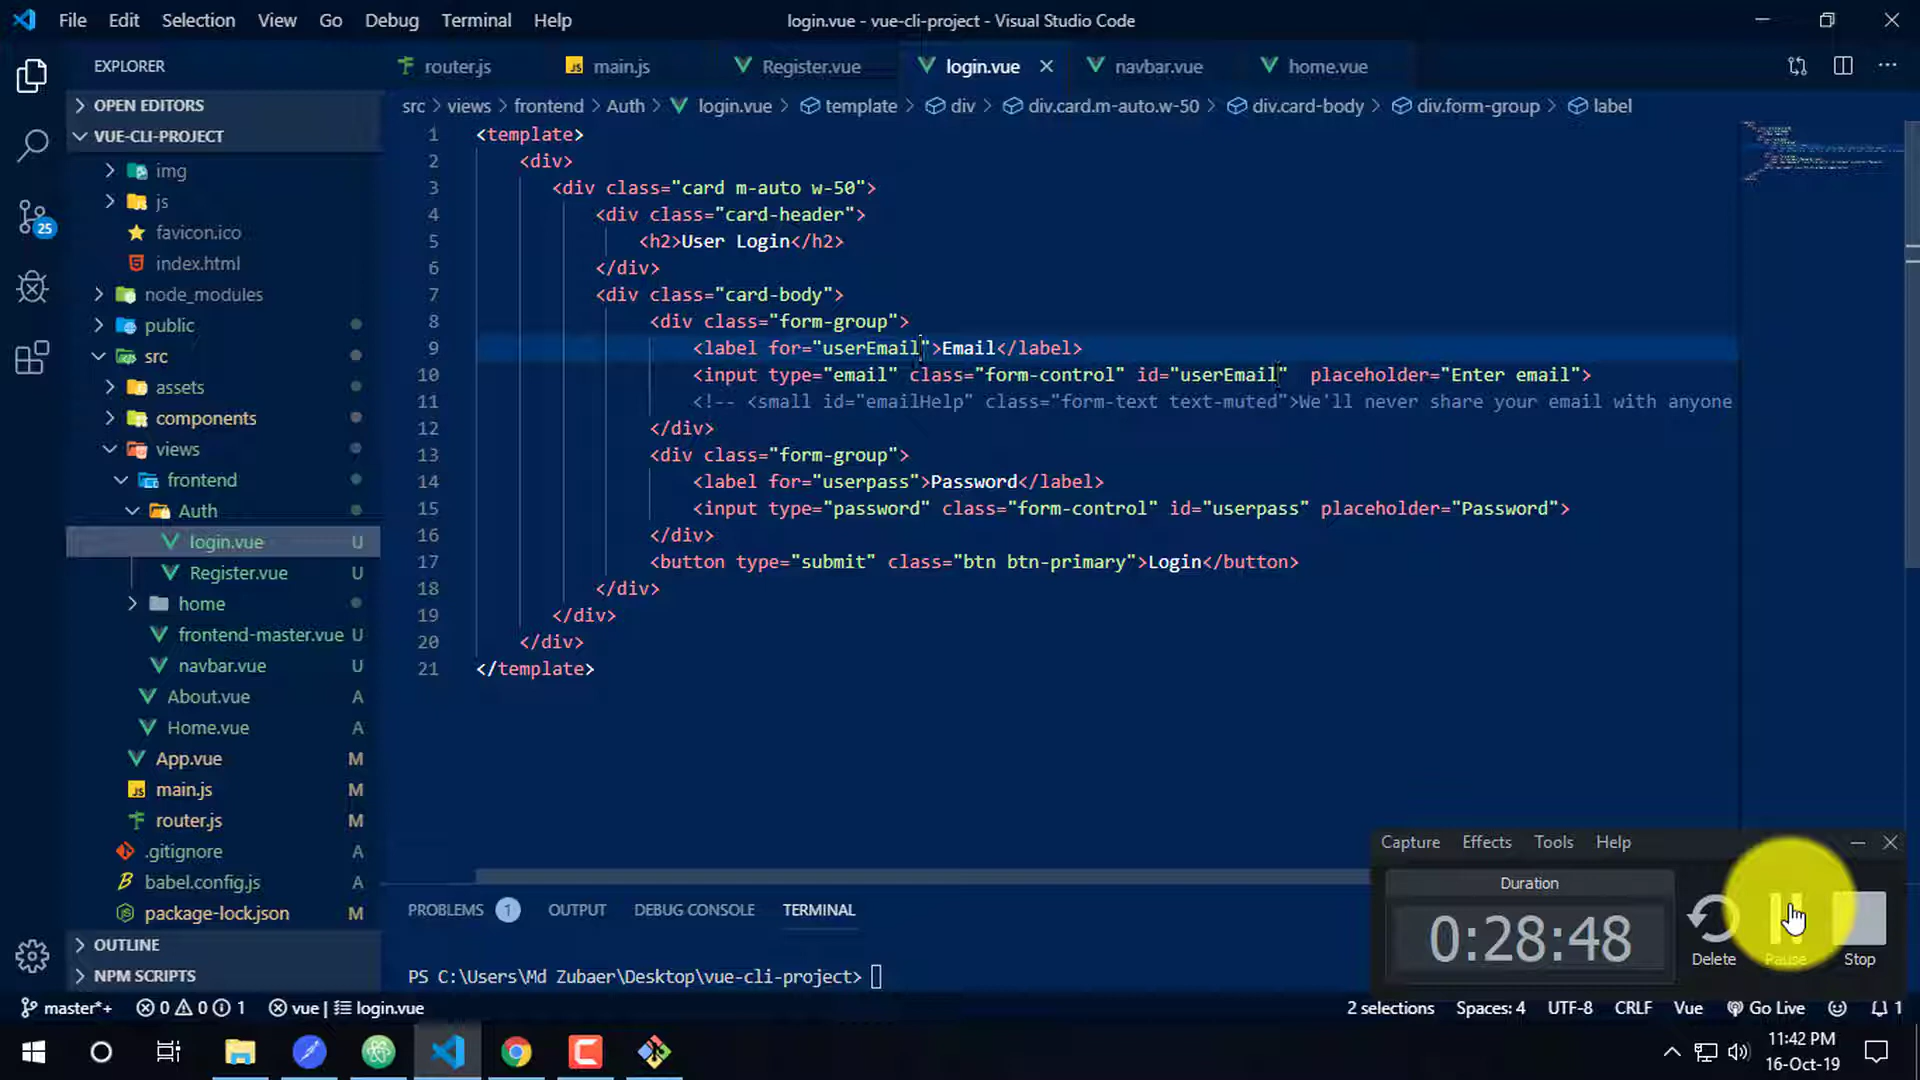 File Edit Selection View Go Debug Terminal Help
login.vue - vue-cli-project - Visual Studio Code
EXPLORER
router.js
JS main.js
Register.vue
login.vue
navbar.vue
home.vue
OPEN EDITORS
VUE-CLI-PROJECT
img
js
favicon.ico
index.html
node_modules
public
src
assets
components
views
frontend
Auth
login.vue U
Register.vue U
home
frontend-master.vue U
navbar.vue U
About.vue A
Home.vue A
App.vue M
JS main.js M
router.js M
.gitignore A
babel.config.js A
package-lock.json M
OUTLINE
NPM SCRIPTS
25
src > views > frontend > Auth > login.vue > template > div > div.card.m-auto.w-50 > div.card-body > div.form-group > label
1 <template>
2 <div>
3 <div class="card m-auto w-50">
4 <div class="card-header">
5 <h2>User Login</h2>
6 </div>
7 <div class="card-body">
8 <div class="form-group">
9 <label for="userEmail">Email</label>
10 <input type="email" class="form-control" id="userEmail"  placeholder="Enter email">
11 <!-- <small id="emailHelp" class="form-text text-muted">We'll never share your email with anyone
12 </div>
13 <div class="form-group">
14 <label for="userpass">Password</label>
15 <input type="password" class="form-control" id="userpass" placeholder="Password">
16 </div>
17 <button type="submit" class="btn btn-primary">Login</button>
18 </div>
19 </div>
20 </div>
21 </template>
PROBLEMS 1 OUTPUT DEBUG CONSOLE TERMINAL
PS C:\Users\Md Zubaer\Desktop\vue-cli-project>
Capture Effects Tools Help
Duration
0:28:48
Delete Pause Stop
master*+ 0 0 1 vue | login.vue
2 selections Spaces: 4 UTF-8 CRLF Vue Go Live 1
11:42 PM
16-Oct-19